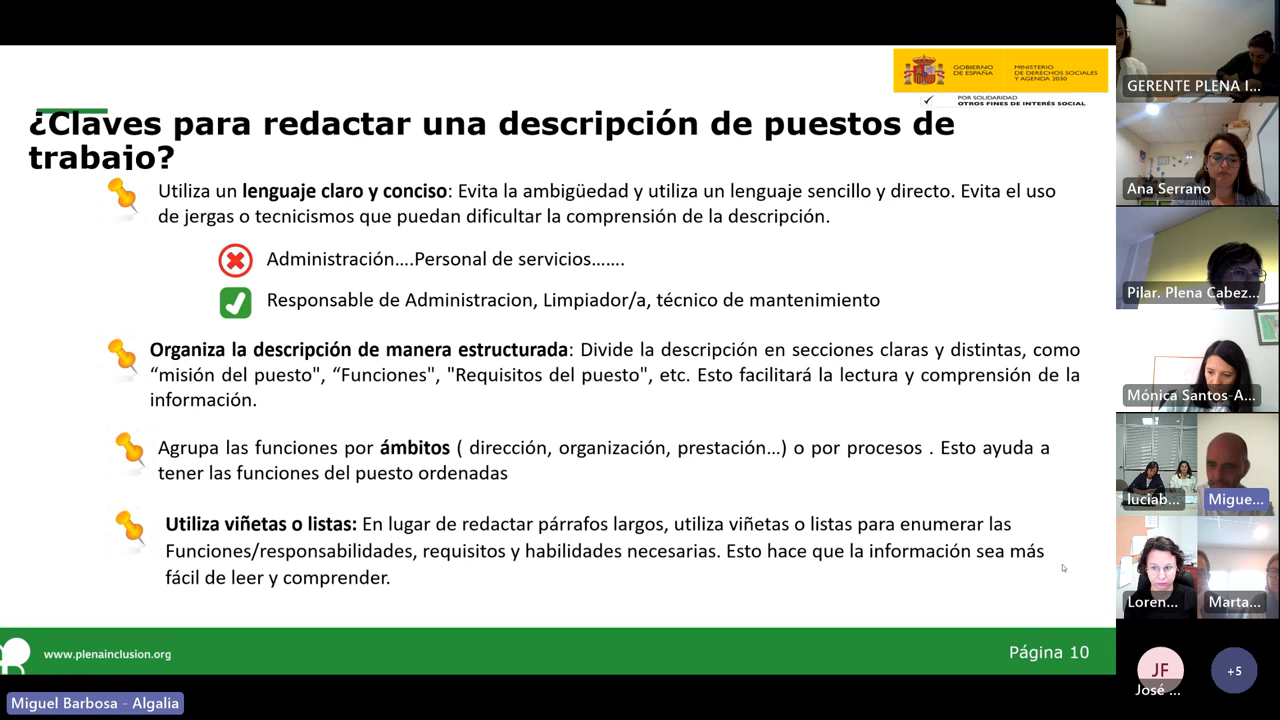 GOBIERNO
DE ESPAÑA
MINISTERIO
DE DERECHOS SOCIALES
Y AGENDA 2030
POR SOLIDARIDAD
OTROS FINES DE INTERÉS SOCIAL
¿Claves para redactar una descripción de puestos de
trabajo?
Utiliza un lenguaje claro y conciso: Evita la ambigüedad y utiliza un lenguaje sencillo y directo. Evita el uso
de jergas o tecnicismos que puedan dificultar la comprensión de la descripción.
Administración....Personal de servicios.......
Responsable de Administracion, Limpiador/a, técnico de mantenimiento
Organiza la descripción de manera estructurada: Divide la descripción en secciones claras y distintas, como
“misión del puesto", “Funciones", "Requisitos del puesto", etc. Esto facilitará la lectura y comprensión de la
información.
Agrupa las funciones por ámbitos ( dirección, organización, prestación...) o por procesos . Esto ayuda a
tener las funciones del puesto ordenadas
Utiliza viñetas o listas: En lugar de redactar párrafos largos, utiliza viñetas o listas para enumerar las
Funciones/responsabilidades, requisitos y habilidades necesarias. Esto hace que la información sea más
fácil de leer y comprender.
www.plenainclusion.org
Página 10
Miguel Barbosa - Algalia
GERENTE PLENA I...
Ana Serrano
Pilar. Plena Cabez...
Mónica Santos-A...
luciab...
Migue...
Loren...
Marta...
JF
José ...
+5